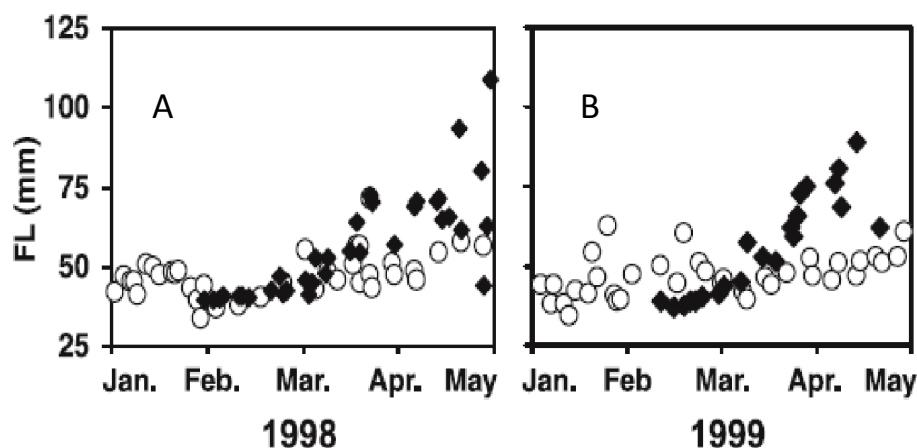 125
100
75
50
25
FL (mm)
A
B
Jan. Feb. Mar. Apr. May
Jan. Feb Mar. Apr. May
1998
1999